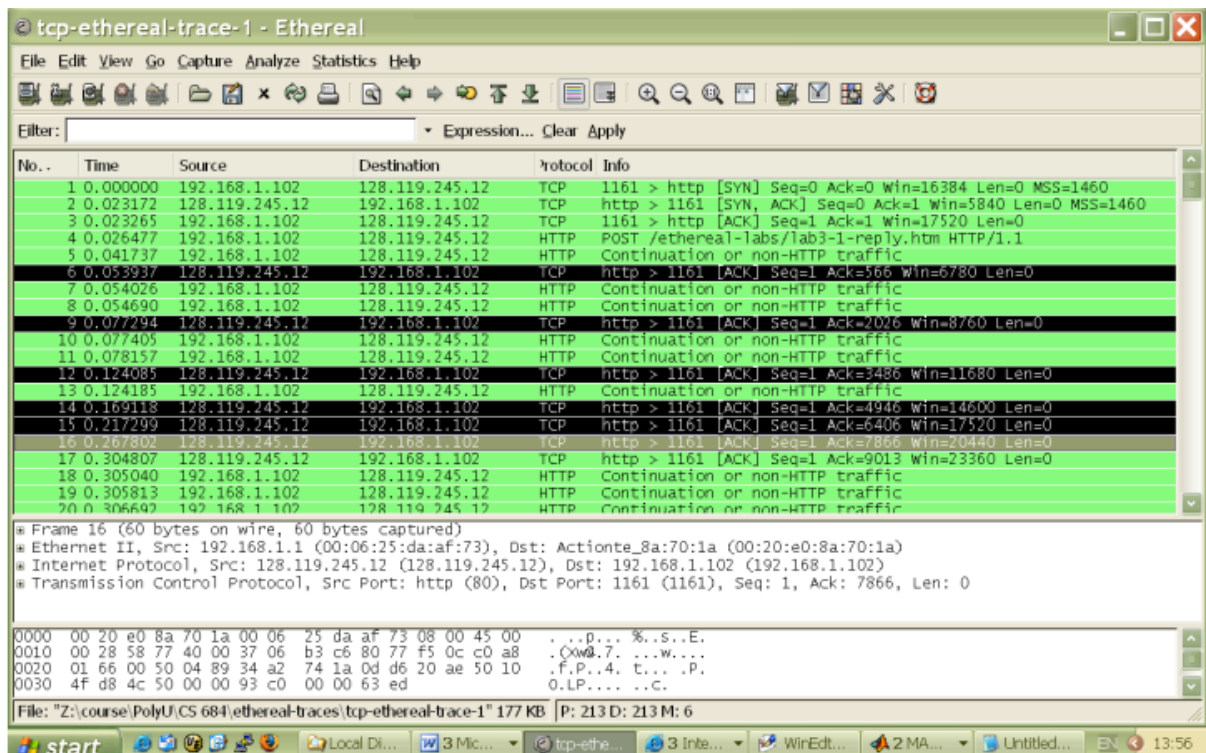 tcp-ethereal-trace-1 - Ethereal
File Edit View Go Capture Analyze Statistics Help
Filter: Expression... Clear Apply
No. . Time Source Destination Protocol Info
1 0.000000 192.168.1.102 128.119.245.12 TCP 1161 > http [SYN] Seq=0 Ack=0 Win=16384 Len=0 MSS=1460
2 0.023172 128.119.245.12 192.168.1.102 TCP http > 1161 [SYN, ACK] Seq=0 Ack=1 Win=5840 Len=0 MSS=1460
3 0.023265 192.168.1.102 128.119.245.12 TCP 1161 > http [ACK] Seq=1 Ack=1 Win=17520 Len=0
4 0.026477 192.168.1.102 128.119.245.12 HTTP POST /ethereal-labs/lab3-1-reply.htm HTTP/1.1
5 0.041737 192.168.1.102 128.119.245.12 HTTP Continuation or non-HTTP traffic
6 0.053937 128.119.245.12 192.168.1.102 TCP http > 1161 [ACK] Seq=1 Ack=566 Win=6780 Len=0
7 0.054026 192.168.1.102 128.119.245.12 HTTP Continuation or non-HTTP traffic
8 0.054690 192.168.1.102 128.119.245.12 HTTP Continuation or non-HTTP traffic
9 0.077294 128.119.245.12 192.168.1.102 TCP http > 1161 [ACK] Seq=1 Ack=2026 Win=8760 Len=0
10 0.077405 192.168.1.102 128.119.245.12 HTTP Continuation or non-HTTP traffic
11 0.078157 192.168.1.102 128.119.245.12 HTTP Continuation or non-HTTP traffic
12 0.124085 128.119.245.12 192.168.1.102 TCP http > 1161 [ACK] Seq=1 Ack=3486 Win=11680 Len=0
13 0.124185 192.168.1.102 128.119.245.12 HTTP Continuation or non-HTTP traffic
14 0.169118 128.119.245.12 192.168.1.102 TCP http > 1161 [ACK] Seq=1 Ack=4946 Win=14600 Len=0
15 0.217299 128.119.245.12 192.168.1.102 TCP http > 1161 [ACK] Seq=1 Ack=6406 Win=17520 Len=0
16 0.267802 128.119.245.12 192.168.1.102 TCP http > 1161 [ACK] Seq=1 Ack=7866 Win=20440 Len=0
17 0.304807 128.119.245.12 192.168.1.102 TCP http > 1161 [ACK] Seq=1 Ack=9013 Win=23360 Len=0
18 0.305040 192.168.1.102 128.119.245.12 HTTP Continuation or non-HTTP traffic
19 0.305813 192.168.1.102 128.119.245.12 HTTP Continuation or non-HTTP traffic
20 0.306692 192.168.1.102 128.119.245.12 HTTP Continuation or non-HTTP traffic
Frame 16 (60 bytes on wire, 60 bytes captured)
Ethernet II, Src: 192.168.1.1 (00:06:25:da:af:73), Dst: Actionte_8a:70:1a (00:20:e0:8a:70:1a)
Internet Protocol, Src: 128.119.245.12 (128.119.245.12), Dst: 192.168.1.102 (192.168.1.102)
Transmission Control Protocol, Src Port: http (80), Dst Port: 1161 (1161), Seq: 1, Ack: 7866, Len: 0
0000 00 20 e0 8a 70 1a 00 06 25 da af 73 08 00 45 00 . ..p... %..s..E.
0010 00 28 58 77 40 00 37 06 b3 c6 80 77 f5 0c c0 a8 .(Xw@.7. ...w....
0020 01 66 00 50 04 89 34 a2 74 1a 0d d6 20 ae 50 10 .f.P..4. t... .P.
0030 4f d8 4c 50 00 00 93 c0 00 00 63 ed O.LP.... ..c.
File: "Z:\course\PolyU\CS 684\ethereal-traces\tcp-ethereal-trace-1" 177 KB P: 213 D: 213 M: 6
start Local Di... 3 Mic... tcp-ethe... 3 Inte... WinEdt... 2 MA... Untitled... EN 13:56